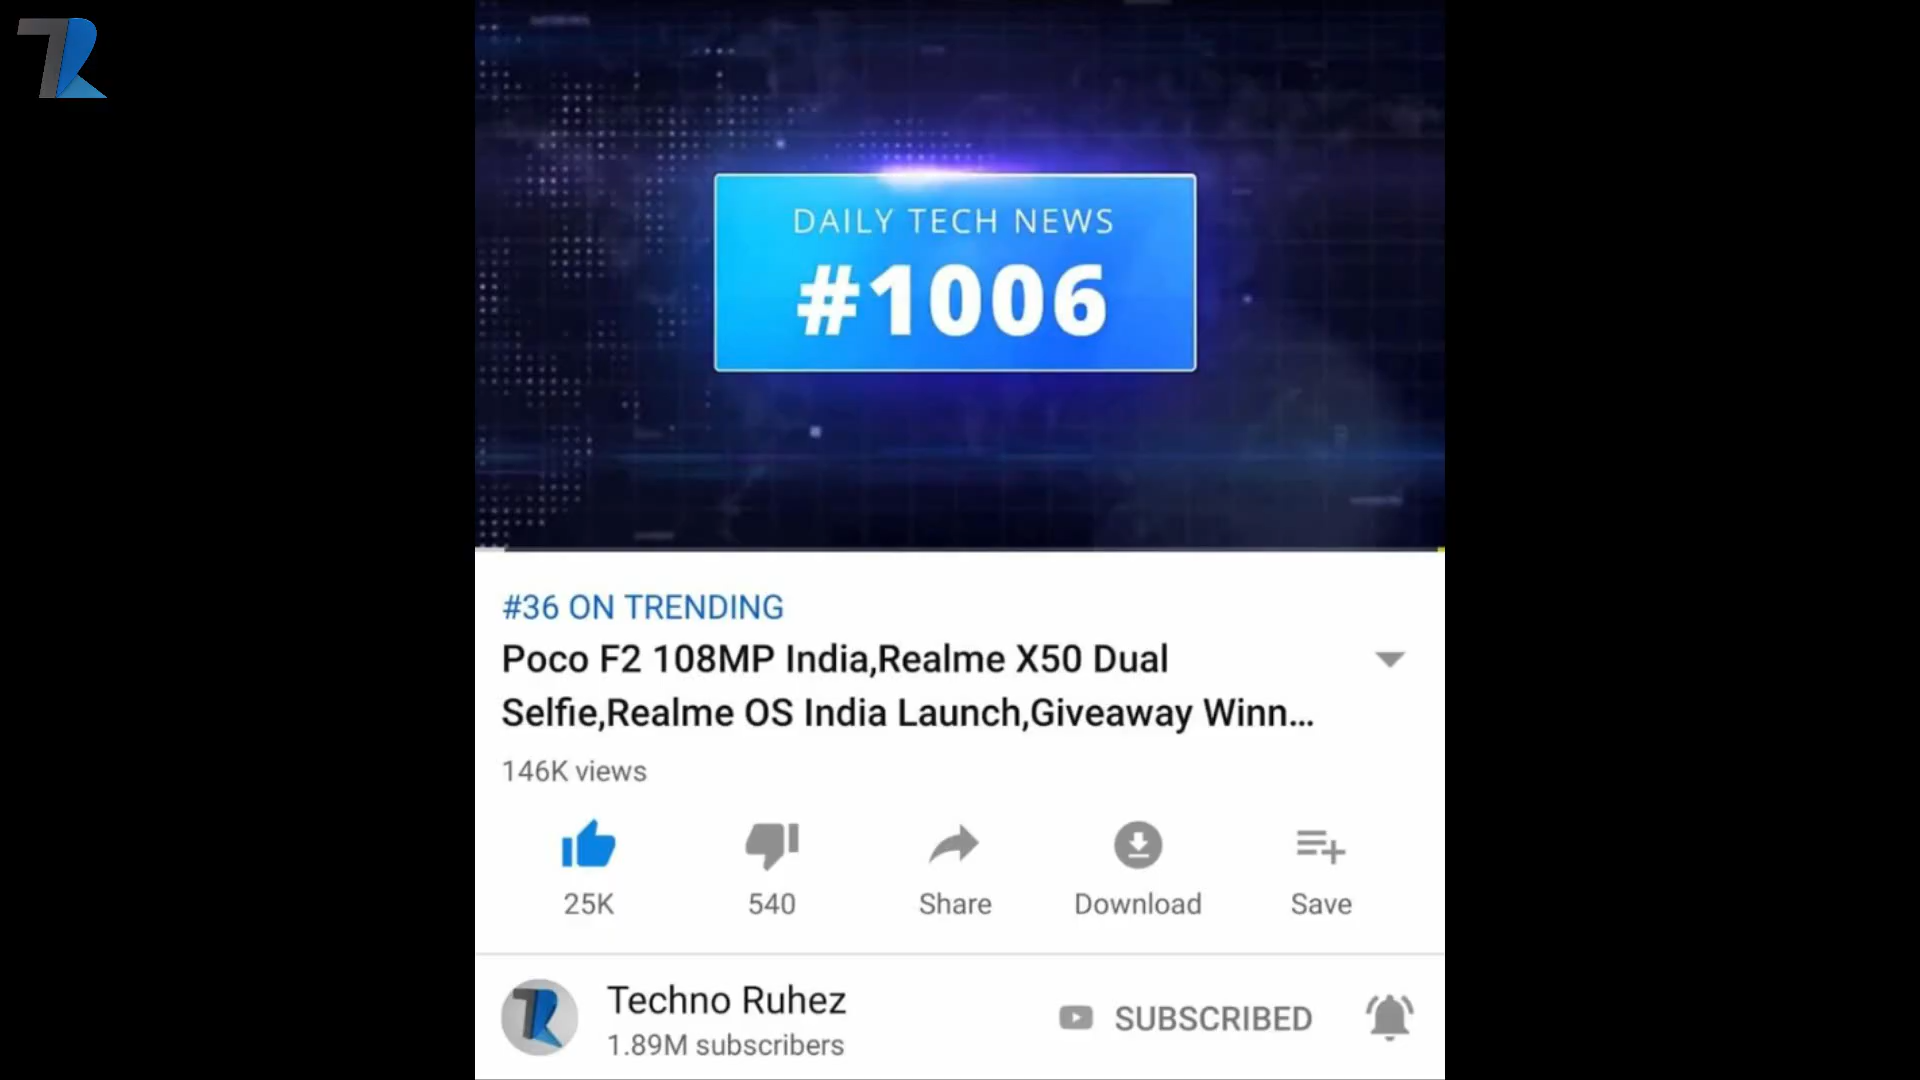 DAILY TECH NEWS
#1006
#36 ON TRENDING
Poco F2 108MP India,Realme X50 Dual
Selfie,Realme OS India Launch,Giveaway Winn...
146K views
25K
540
Share
Download
Save
Techno Ruhez
1.89M subscribers
SUBSCRIBED